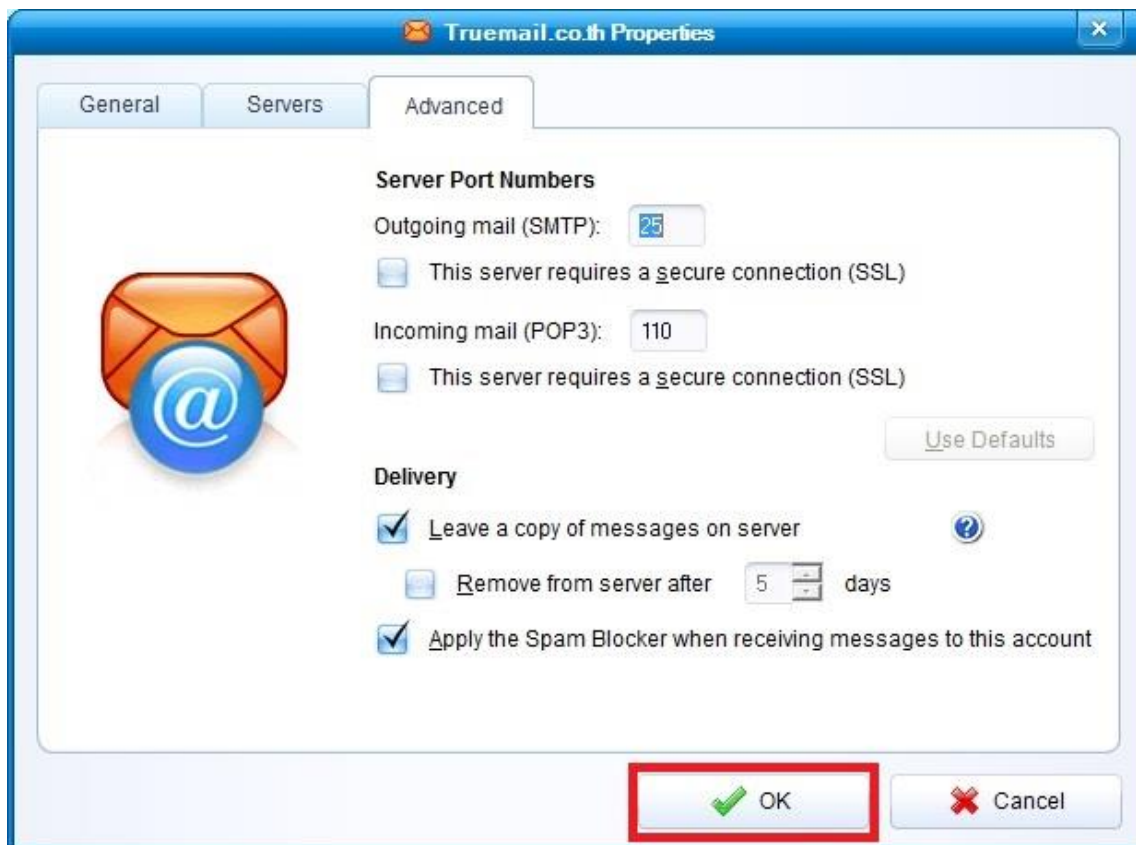 Truemail.co.th Properties
General Servers Advanced
Server Port Numbers
Outgoing mail (SMTP): 25
This server requires a secure connection (SSL)
Incoming mail (POP3): 110
This server requires a secure connection (SSL)
Use Defaults
Delivery
Leave a copy of messages on server
Remove from server after 5 days
Apply the Spam Blocker when receiving messages to this account
OK Cancel